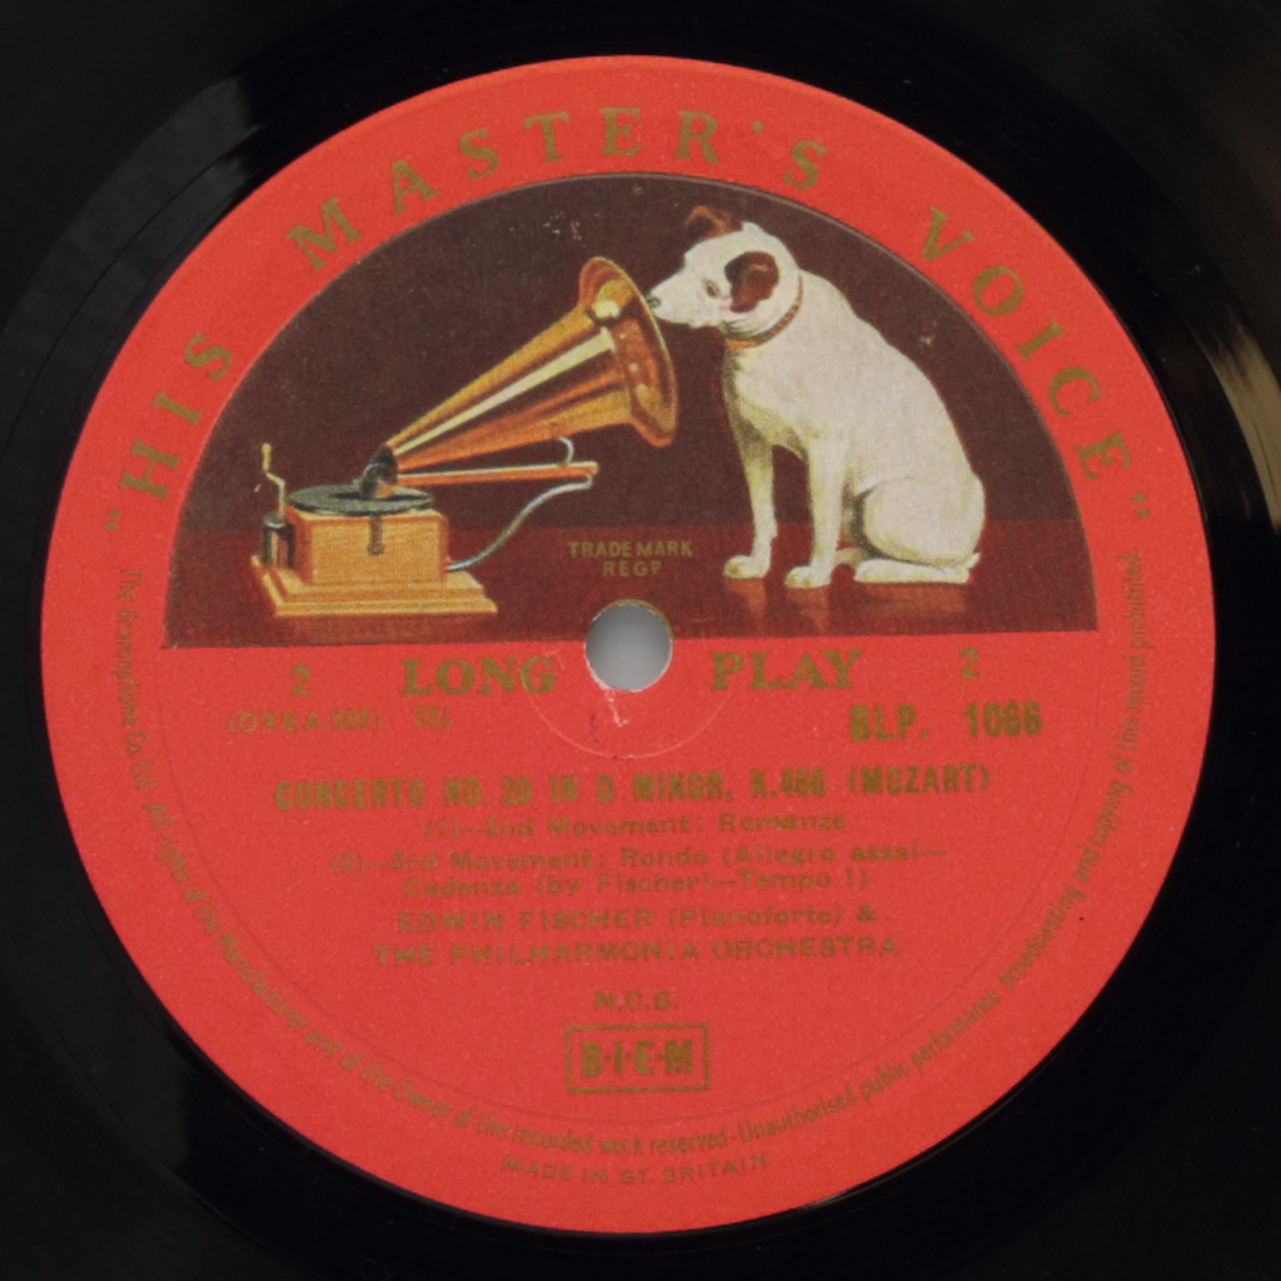 "HIS MASTER'S VOICE"
TRADE MARK
REGD
2 LONG PLAY 2
33⅓ BLP. 1066
CONCERTO NO. 20 IN D MINOR, K.466 (MOZART)
(1)—2nd Movement: Romanze
(2)—3rd Movement: Rondo (Allegro assai—
Cadenza (by Fischer)—Tempo I)
EDWIN FISCHER (Pianoforte) &
THE PHILHARMONIA ORCHESTRA
N.C.B.
B·I·E·M
The Gramophone Co. Ltd. All rights of the Manufacturer and of the Owner of the recorded work reserved · Unauthorised public performance broadcasting and copying of this record prohibited.
MADE IN GT. BRITAIN